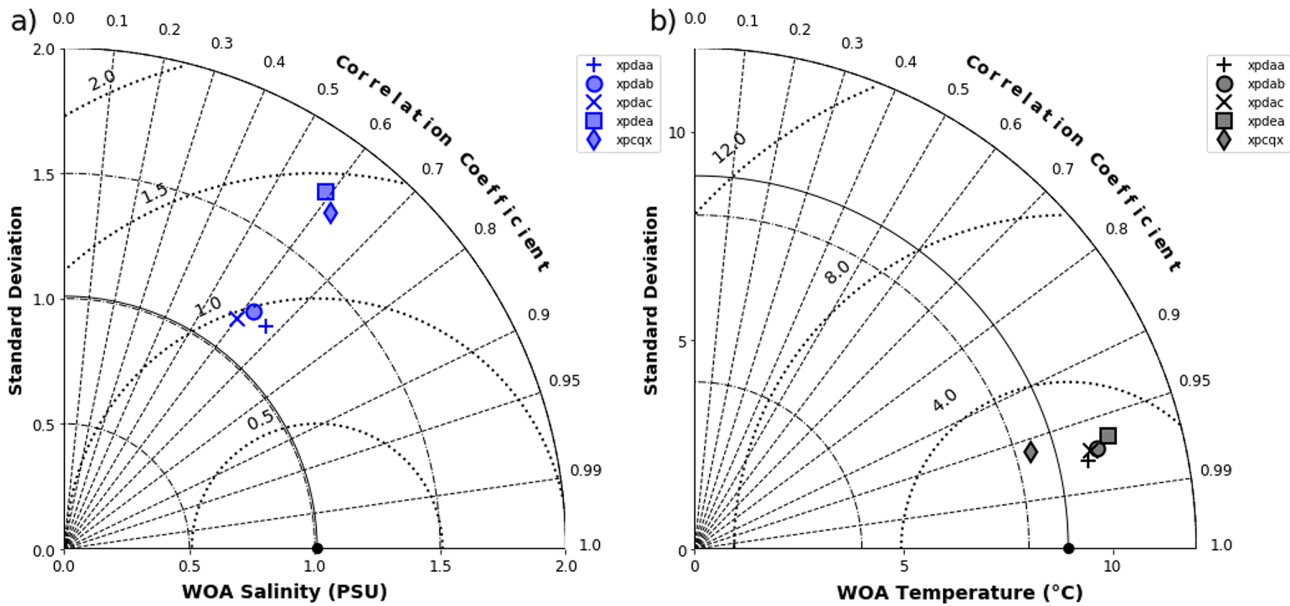 a)
0.0
0.1
0.2
0.3
0.4
0.5
0.6
0.7
0.8
0.9
0.95
0.99
1.0
Correlation Coefficient
2.0
1.5
1.0
0.5
0.0
Standard Deviation
2.0
1.5
1.0
0.5
0.0
0.5
1.0
1.5
2.0
WOA Salinity (PSU)
xpdaa
xpdab
xpdac
xpdea
xpcqx
b)
0.0
0.1
0.2
0.3
0.4
0.5
0.6
0.7
0.8
0.9
0.95
0.99
1.0
Correlation Coefficient
10
5
0
Standard Deviation
12.0
8.0
4.0
0
5
10
WOA Temperature (°C)
xpdaa
xpdab
xpdac
xpdea
xpcqx